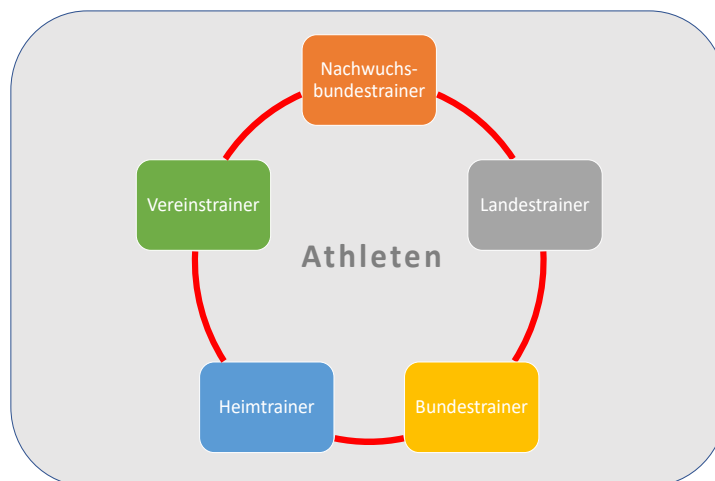 Nachwuchs-
bundestrainer
Vereinstrainer
Landestrainer
Athleten
Heimtrainer
Bundestrainer